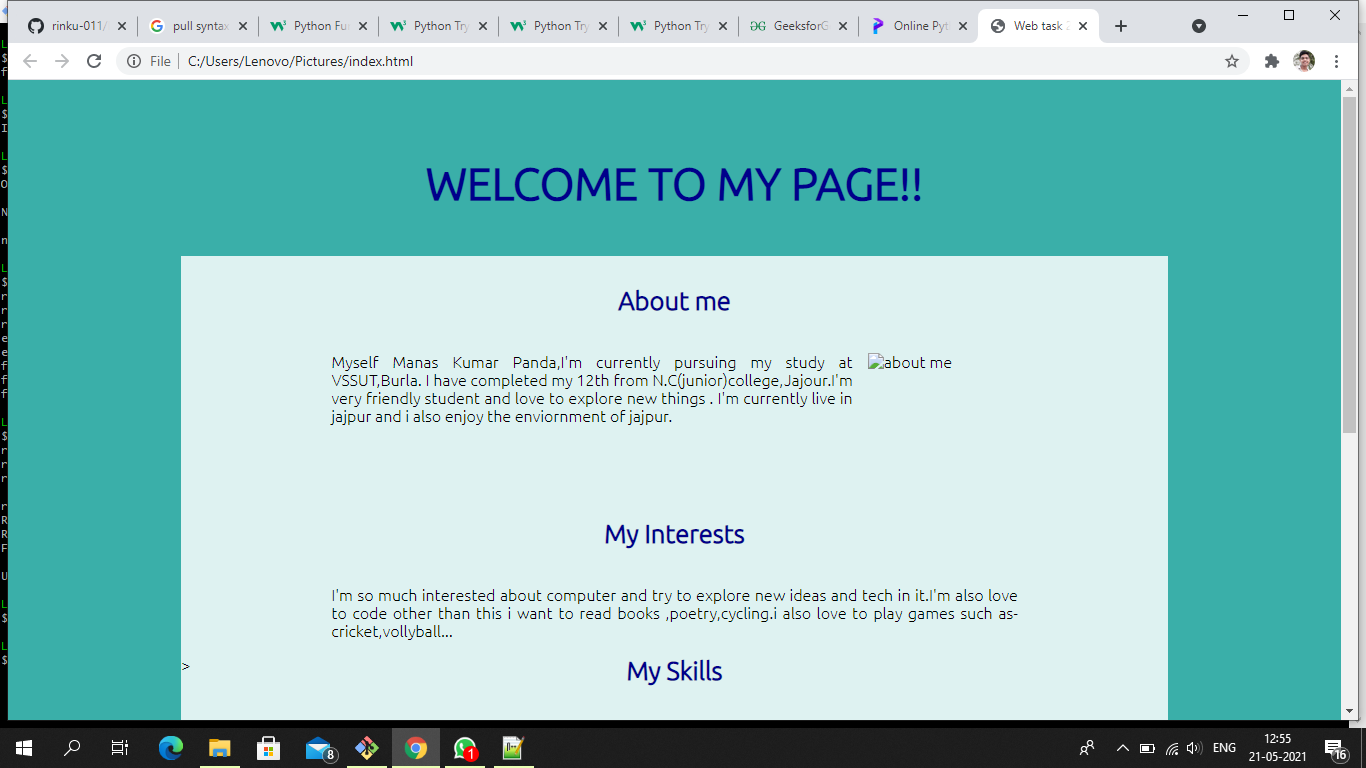 rinku-011/
pull syntax
Python Fu
Python Try
Python Try
Python Try
GeeksforG
Online Pyt
Web task 2
File
C:/Users/Lenovo/Pictures/index.html
WELCOME TO MY PAGE!!
About me
Myself Manas Kumar Panda,I'm currently pursuing my study at
VSSUT,Burla. I have completed my 12th from N.C(junior)college,Jajour.I'm
very friendly student and love to explore new things . I'm currently live in
jajpur and i also enjoy the enviornment of jajpur.
about me
My Interests
I'm so much interested about computer and try to explore new ideas and tech in it.I'm also love
to code other than this i want to read books ,poetry,cycling.i also love to play games such as-
cricket,vollyball...
>
My Skills
8
1
ENG
12:55
21-05-2021
16